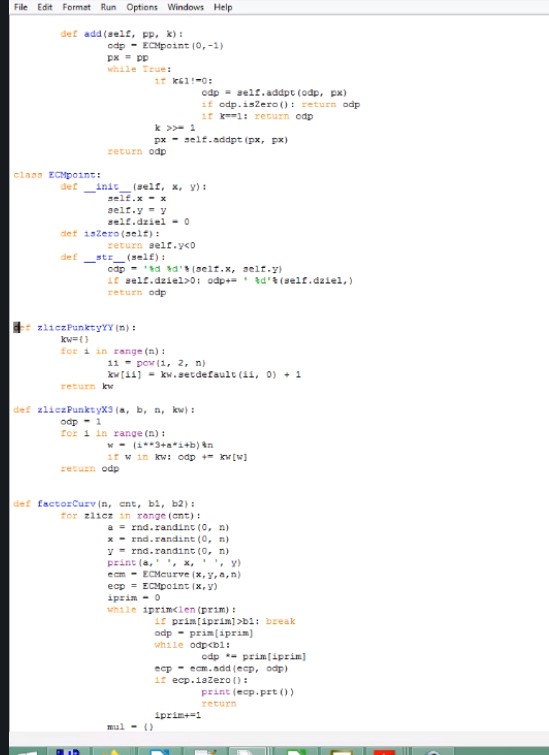 File Edit Format Run Options Windows Help
def add(self, pp, k):
odp = ECMpoint(0,-1)
px = pp
while True:
if k&1!=0:
odp = self.addpt(odp, px)
if odp.isZero(): return odp
if k==1: return odp
k >>= 1
px = self.addpt(px, px)
return odp
class ECMpoint:
def __init__(self, x, y):
self.x = x
self.y = y
self.dziel = 0
def isZero(self):
return self.y<0
def __str__(self):
odp = '%d %d'%(self.x, self.y)
if self.dziel>0: odp+= ' %d'%(self.dziel,)
return odp
def zliczPunktyYY(n):
kw={}
for i in range(n):
ii = pow(i, 2, n)
kw[ii] = kw.setdefault(ii, 0) + 1
return kw
def zliczPunktyX3(a, b, n, kw):
odp = 1
for i in range(n):
w = (i**3+a*i+b)%n
if w in kw: odp += kw[w]
return odp
def factorCurv(n, cnt, b1, b2):
for zlicz in range(cnt):
a = rnd.randint(0, n)
x = rnd.randint(0, n)
y = rnd.randint(0, n)
print(a,' ', x, ' ', y)
ecm = ECMcurve(x,y,a,n)
ecp = ECMpoint(x,y)
iprim = 0
while iprim<len(prim):
if prim[iprim]>b1: break
odp = prim[iprim]
while odp<b1:
odp *= prim[iprim]
ecp = ecm.add(ecp, odp)
if ecp.isZero():
print(ecp.prt())
return
iprim+=1
mul = {}